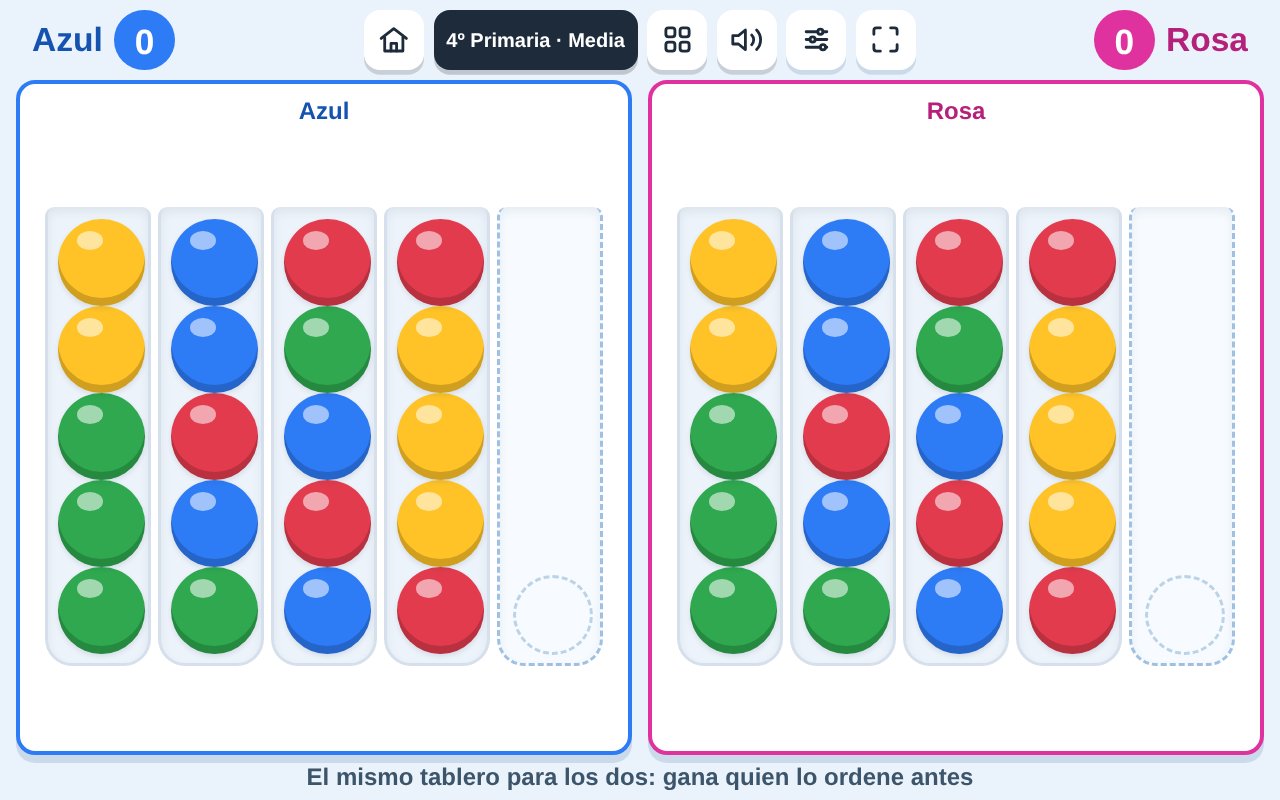 Azul 0 4º Primaria · Media 0 Rosa
Azul
Rosa
El mismo tablero para los dos: gana quien lo ordene antes